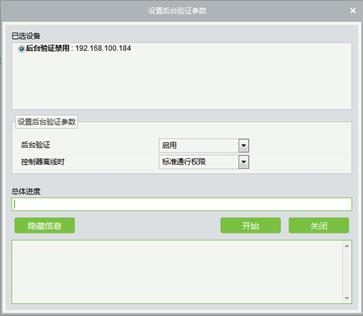 设置后台验证参数
已选设备
后台验证禁用 : 192.168.100.184
设置后台验证参数
后台验证 启用
控制器离线时 标准通行权限
总体进度
隐藏信息 开始 关闭